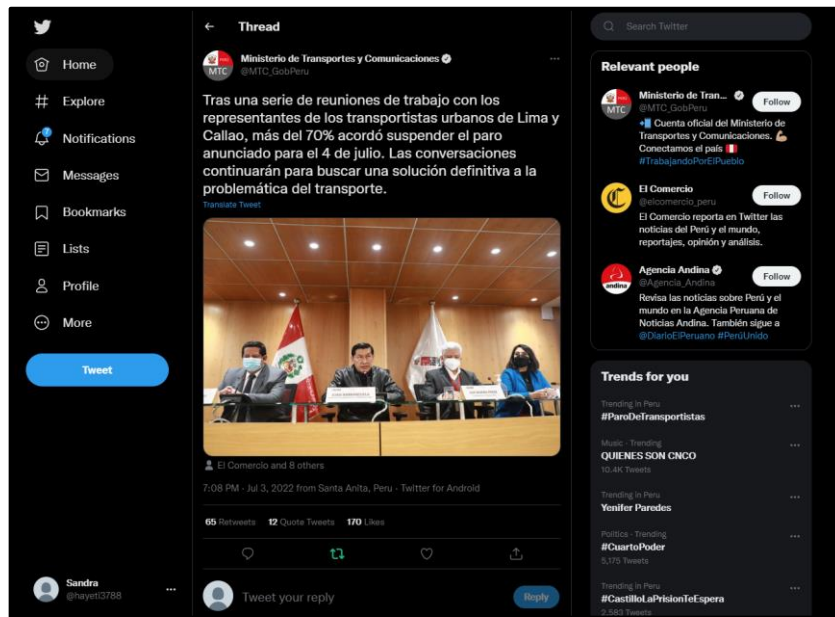 Home
Explore
Notifications
Messages
Bookmarks
Lists
Profile
More
Tweet
Sandra
@hayeti3788
Thread
Ministerio de Transportes y Comunicaciones
@MTC_GobPeru
MTC
Tras una serie de reuniones de trabajo con los
representantes de los transportistas urbanos de Lima y
Callao, más del 70% acordó suspender el paro
anunciado para el 4 de julio. Las conversaciones
continuarán para buscar una solución definitiva a la
problemática del transporte.
Translate Tweet
El Comercio and 8 others
7:08 PM · Jul 3, 2022 from Santa Anita, Peru · Twitter for Android
65 Retweets 12 Quote Tweets 170 Likes
Tweet your reply
Reply
Search Twitter
Relevant people
MTC
Ministerio de Tran...
@MTC_GobPeru
Follow
Cuenta oficial del Ministerio de
Transportes y Comunicaciones.
Conectamos el país
#TrabajandoPorElPueblo
El Comercio
@elcomercio_peru
Follow
El Comercio reporta en Twitter las
noticias del Perú y el mundo,
reportajes, opinión y análisis.
andina
Agencia Andina
@Agencia_Andina
Follow
Revisa las noticias sobre Perú y el
mundo en la Agencia Peruana de
Noticias Andina. También sigue a
@DiarioElPeruano #PerúUnido
Trends for you
Trending in Peru
#ParoDeTransportistas
Music · Trending
QUIENES SON CNCO
10.4K Tweets
Trending in Peru
Yenifer Paredes
Politics · Trending
#CuartoPoder
5,175 Tweets
Trending in Peru
#CastilloLaPrisionTeEspera
2,583 Tweets